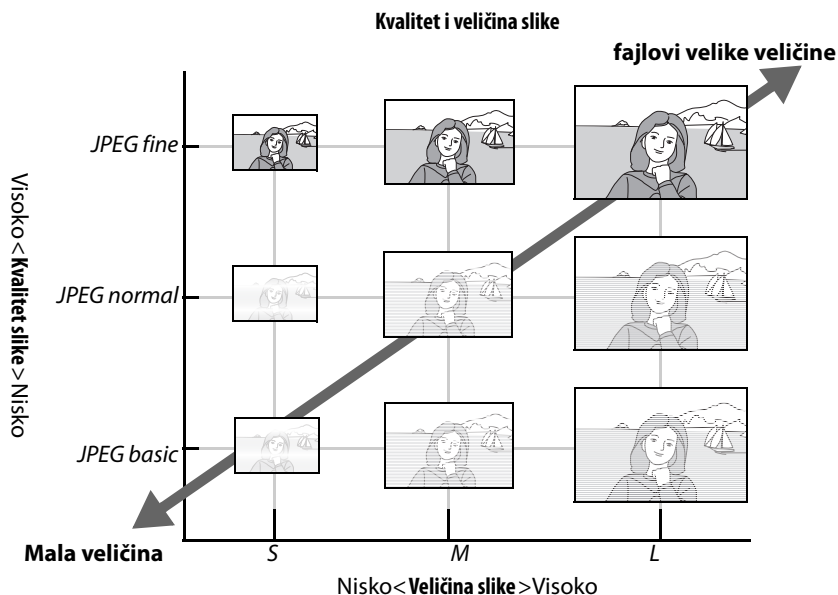 Kvalitet i veličina slike
fajlovi velike veličine
JPEG fine
JPEG normal
JPEG basic
Visoko<Kvalitet slike>Nisko
Mala veličina
S
M
L
Nisko<Veličina slike>Visoko